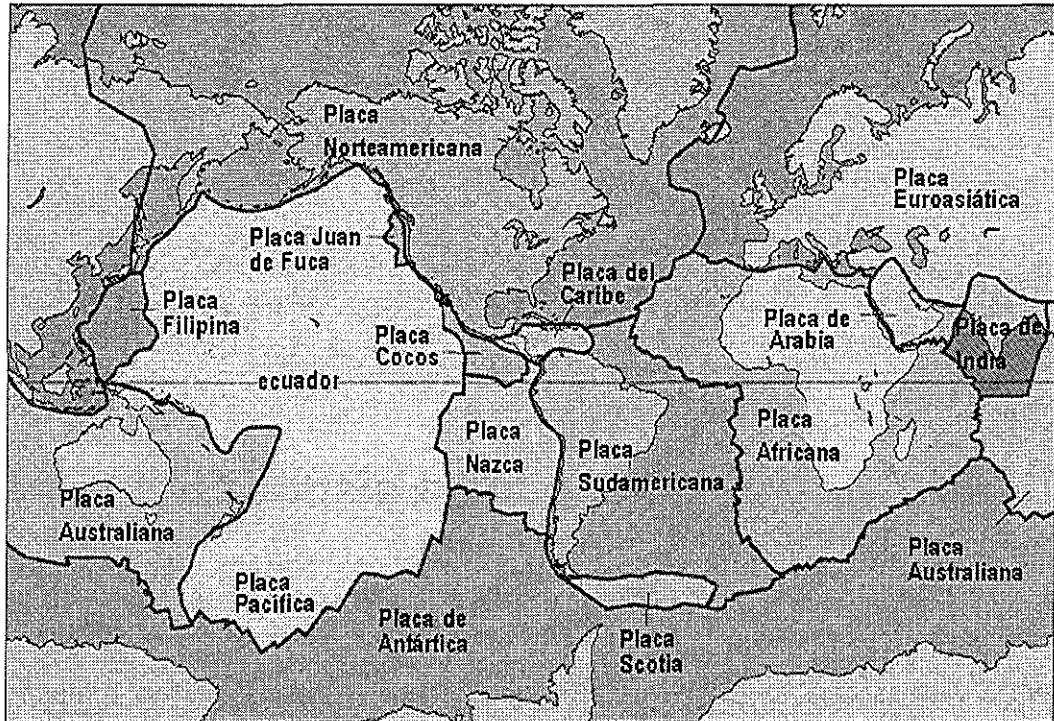 Placa
Norteamericana
Placa
Euroasiática
Placa Juan
de Fuca
Placa del
Caribe
Placa
Filipina
Placa
Cocos
Placa de
Arabia
Placa de
India
ecuador
Placa
Nazca
Placa
Sudamericana
Placa
Africana
Placa
Australiana
Placa
Pacífica
Placa de
Antártica
Placa
Scotia
Placa
Australiana